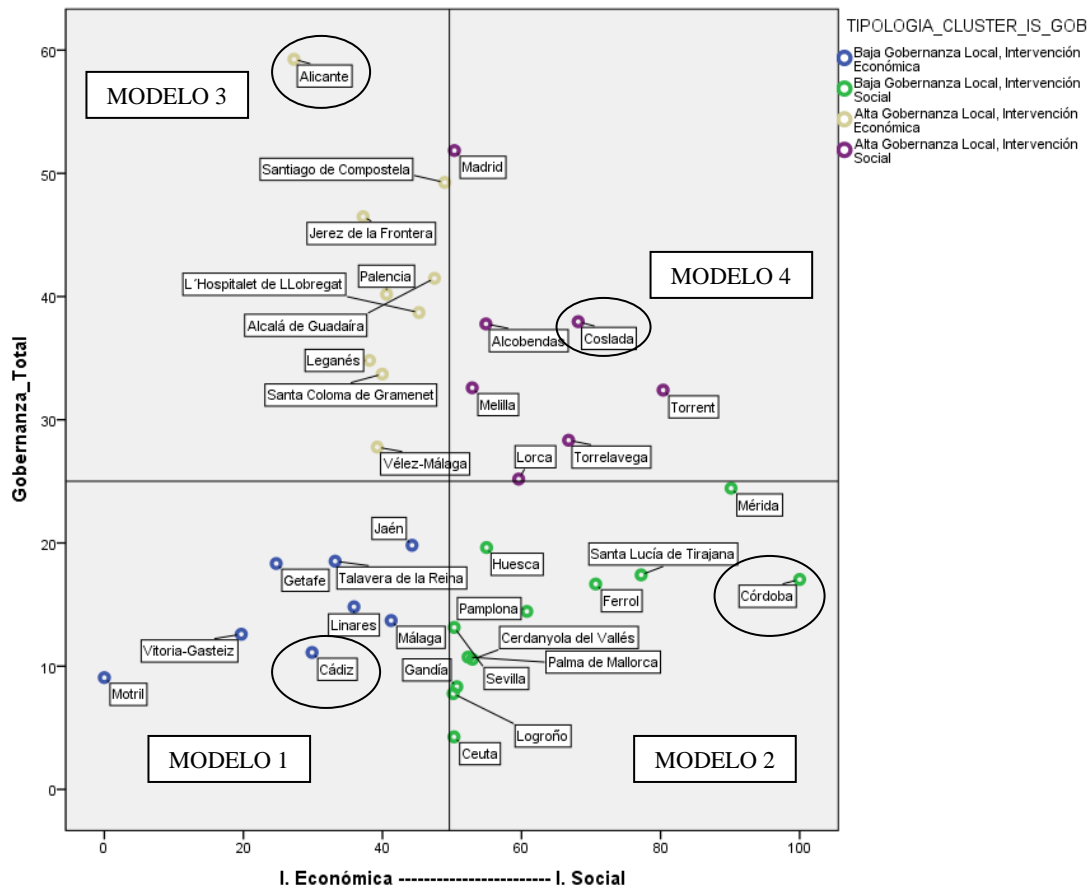 TIPOLOGIA_CLUSTER_IS_GOB
Baja Gobernanza Local, Intervención
Económica
Baja Gobernanza Local, Intervención
Social
Alta Gobernanza Local, Intervención
Económica
Alta Gobernanza Local, Intervención
Social
60
Alicante
MODELO 3
50
Santiago de Compostela
Madrid
Jerez de la Frontera
40
Palencia
L´Hospitalet de LLobregat
MODELO 4
Alcalá de Guadaíra
Alcobendas
Coslada
Leganés
Santa Coloma de Gramenet
Melilla
Torrent
30
Vélez-Málaga
Lorca
Torrelavega
Gobernanza_Total
Mérida
20
Jaén
Huesca
Santa Lucía de Tirajana
Getafe
Talavera de la Reina
Ferrol
Córdoba
Linares
Málaga
Pamplona
Vitoria-Gasteiz
Cerdanyola del Vallés
10
Cádiz
Gandía
Sevilla
Palma de Mallorca
Motril
Logroño
MODELO 1
Ceuta
MODELO 2
0
0
20
40
60
80
100
I. Económica ------------------------ I. Social